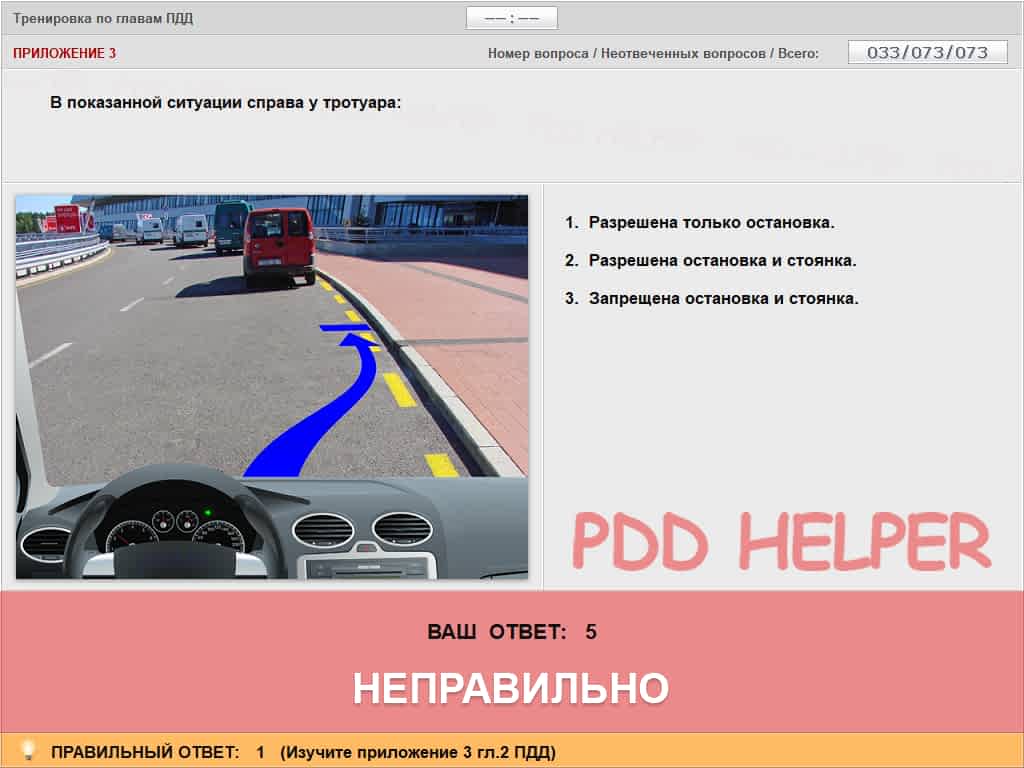 Тренировка по главам ПДД
—— : ——
ПРИЛОЖЕНИЕ 3
Номер вопроса / Неотвеченных вопросов / Всего:
033/073/073
В показанной ситуации справа у тротуара:
1. Разрешена только остановка.
2. Разрешена остановка и стоянка.
3. Запрещена остановка и стоянка.
PDD HELPER
ВАШ ОТВЕТ: 5
НЕПРАВИЛЬНО
ПРАВИЛЬНЫЙ ОТВЕТ: 1 (Изучите приложение 3 гл.2 ПДД)